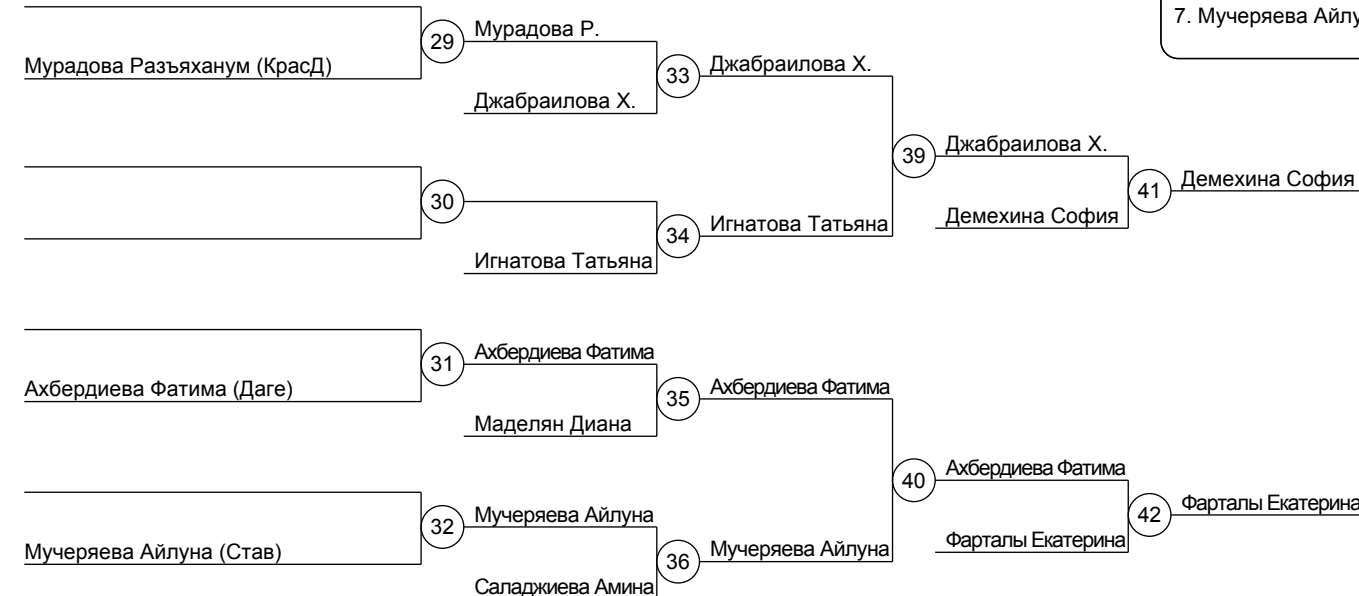 7. Мучеряева Айлу
29
Мурадова Р.
Мурадова Разъяханум (КрасД)
33
Джабраилова Х.
Джабраилова Х.
39
Джабраилова Х.
41
Демехина София
Демехина София
30
34
Игнатова Татьяна
Игнатова Татьяна
31
Ахбердиева Фатима
Ахбердиева Фатима (Даге)
35
Ахбердиева Фатима
Маделян Диана
40
Ахбердиева Фатима
42
Фарталы Екатерина
Фарталы Екатерина
32
Мучеряева Айлуна
Мучеряева Айлуна (Став)
36
Мучеряева Айлуна
Саладжиева Амина